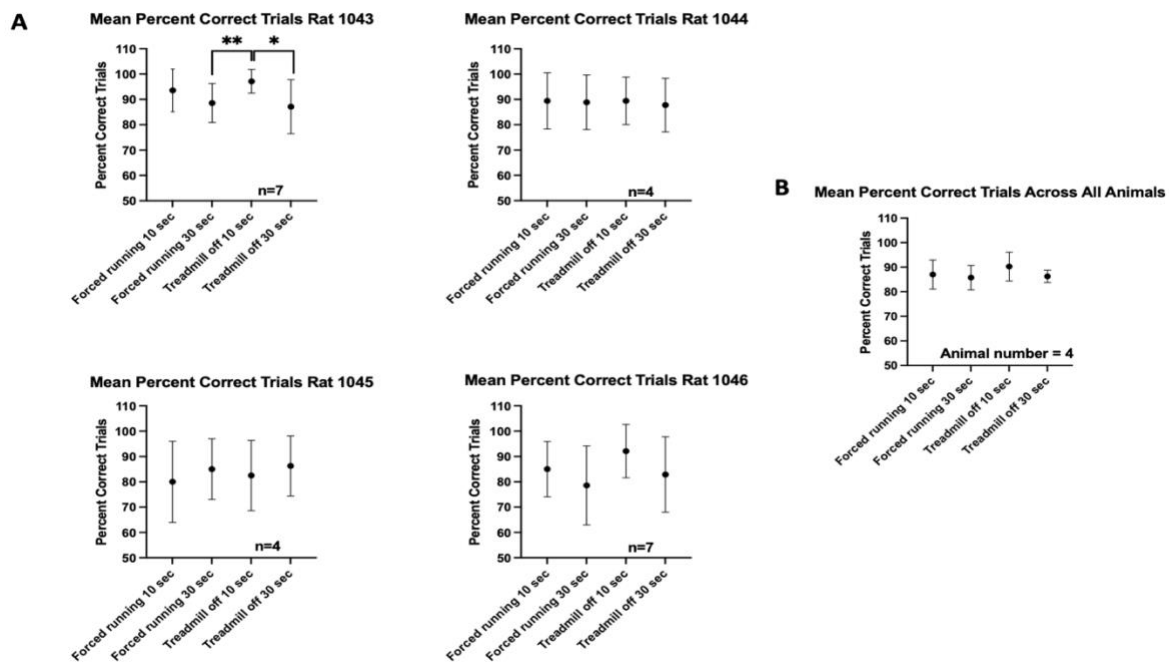 A
Mean Percent Correct Trials Rat 1043
** *
Percent Correct Trials
110
100
90
80
70
60
50
n=7
Forced running 10 sec
Forced running 30 sec
Treadmill off 10 sec
Treadmill off 30 sec
Mean Percent Correct Trials Rat 1044
Percent Correct Trials
110
100
90
80
70
60
50
n=4
Forced running 10 sec
Forced running 30 sec
Treadmill off 10 sec
Treadmill off 30 sec
Mean Percent Correct Trials Rat 1045
Percent Correct Trials
110
100
90
80
70
60
50
n=4
Forced running 10 sec
Forced running 30 sec
Treadmill off 10 sec
Treadmill off 30 sec
Mean Percent Correct Trials Rat 1046
Percent Correct Trials
110
100
90
80
70
60
50
n=7
Forced running 10 sec
Forced running 30 sec
Treadmill off 10 sec
Treadmill off 30 sec
B
Mean Percent Correct Trials Across All Animals
Percent Correct Trials
110
100
90
80
70
60
50
Animal number = 4
Forced running 10 sec
Forced running 30 sec
Treadmill off 10 sec
Treadmill off 30 sec